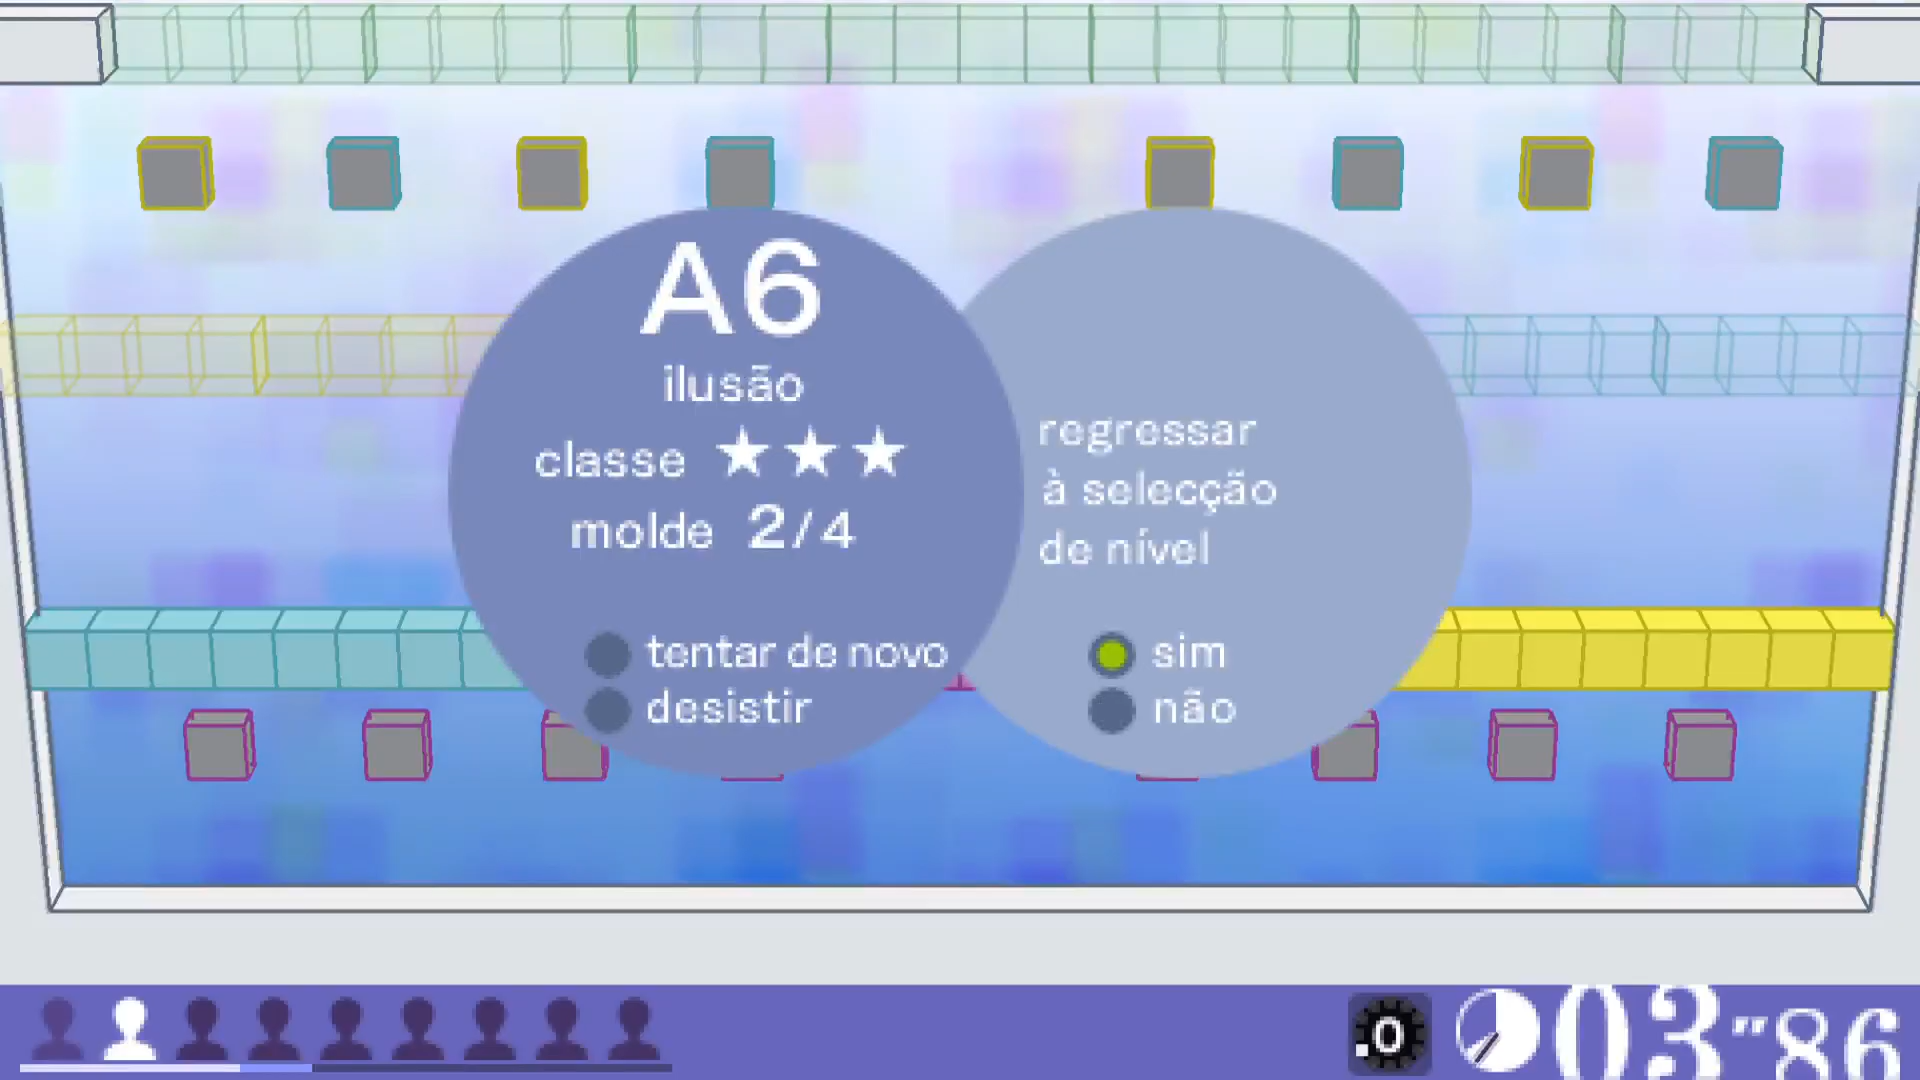 A6
ilusão
classe ★★★
molde 2/4
tentar de novo
desistir
regressar
à selecção
de nível
sim
não
0
03"86